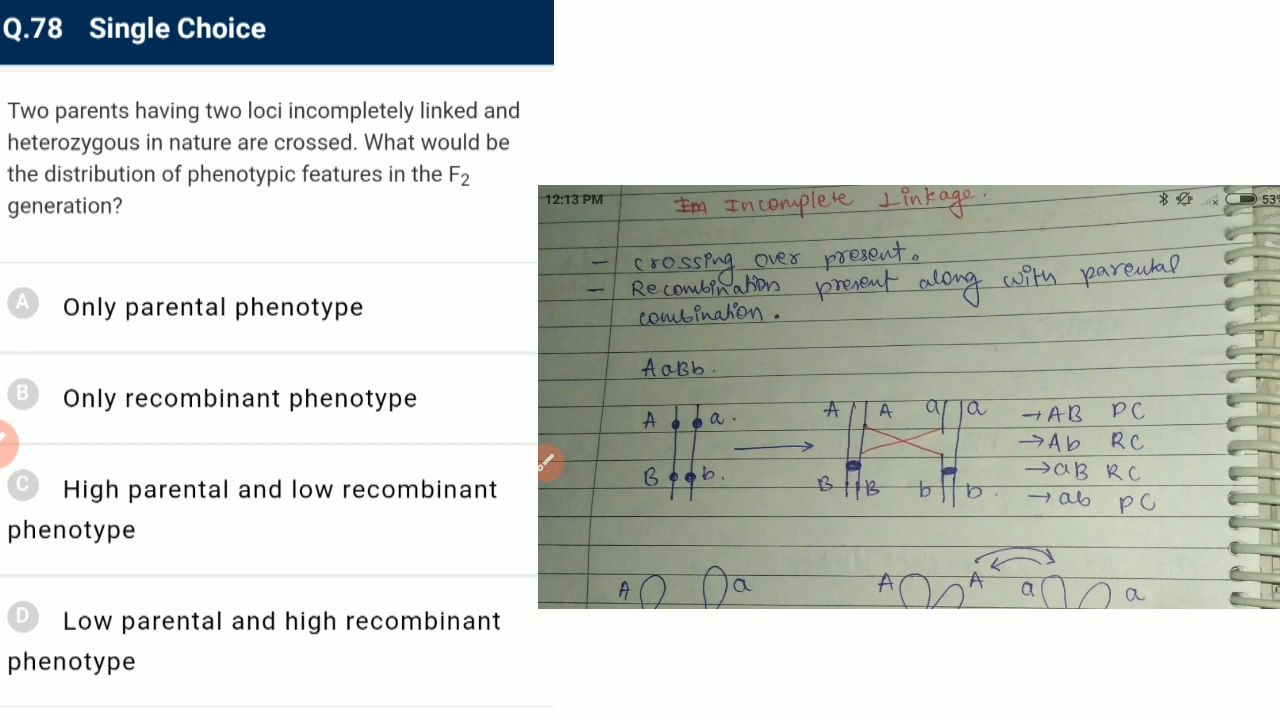 Q.78 Single Choice
Two parents having two loci incompletely linked and
heterozygous in nature are crossed. What would be
the distribution of phenotypic features in the F2
generation?
A Only parental phenotype
B Only recombinant phenotype
C High parental and low recombinant
phenotype
D Low parental and high recombinant
phenotype
12:13 PM
53%
Im Incomplete Linkage.
– crossing over present.
– Recombination present along with parental
combination.
AaBb.
A a. A A a a → AB PC
→ Ab RC
→ aB RC
B b. B B b b → ab PC
A a A A a a